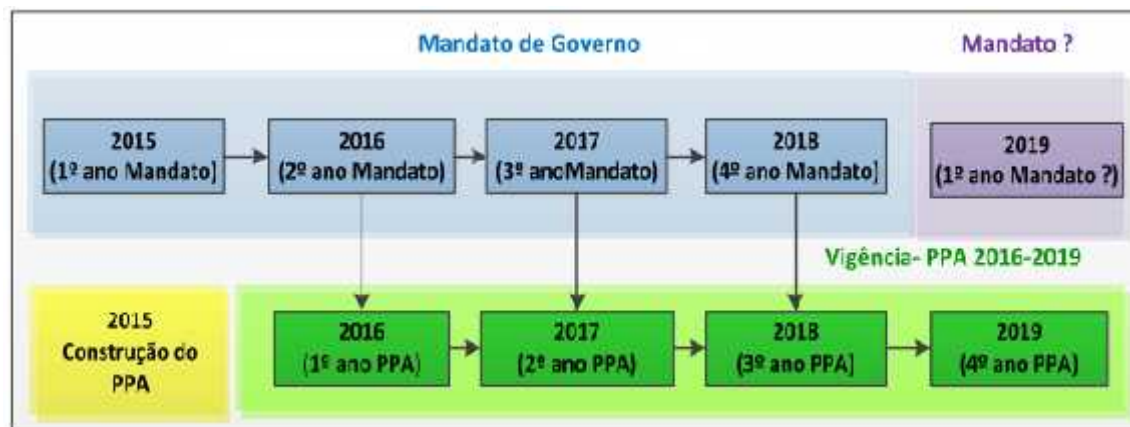 Mandato de Governo
Mandato ?
2015
(1º ano Mandato]
2016
(2º ano Mandato)
2017
(3º anoMandato)
2018
(4º ano Mandato]
2019
(1º ano Mandato ?)
Vigência- PPA 2016-2019
2015
Construção do
PPA
2016
(1º ano PPA)
2017
(2º ano PPA)
2018
(3º ano PPA]
2019
(4º ano PPA)